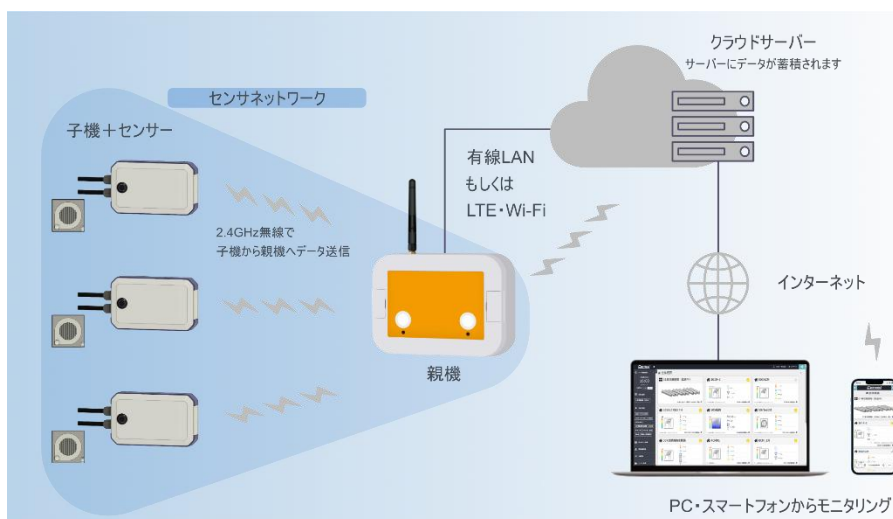 クラウドサーバー
サーバーにデータが蓄積されます
センサネットワーク
子機＋センサー
有線LAN
もしくは
LTE・Wi-Fi
2.4GHz無線で
子機から親機へデータ送信
インターネット
親機
PC・スマートフォンからモニタリング